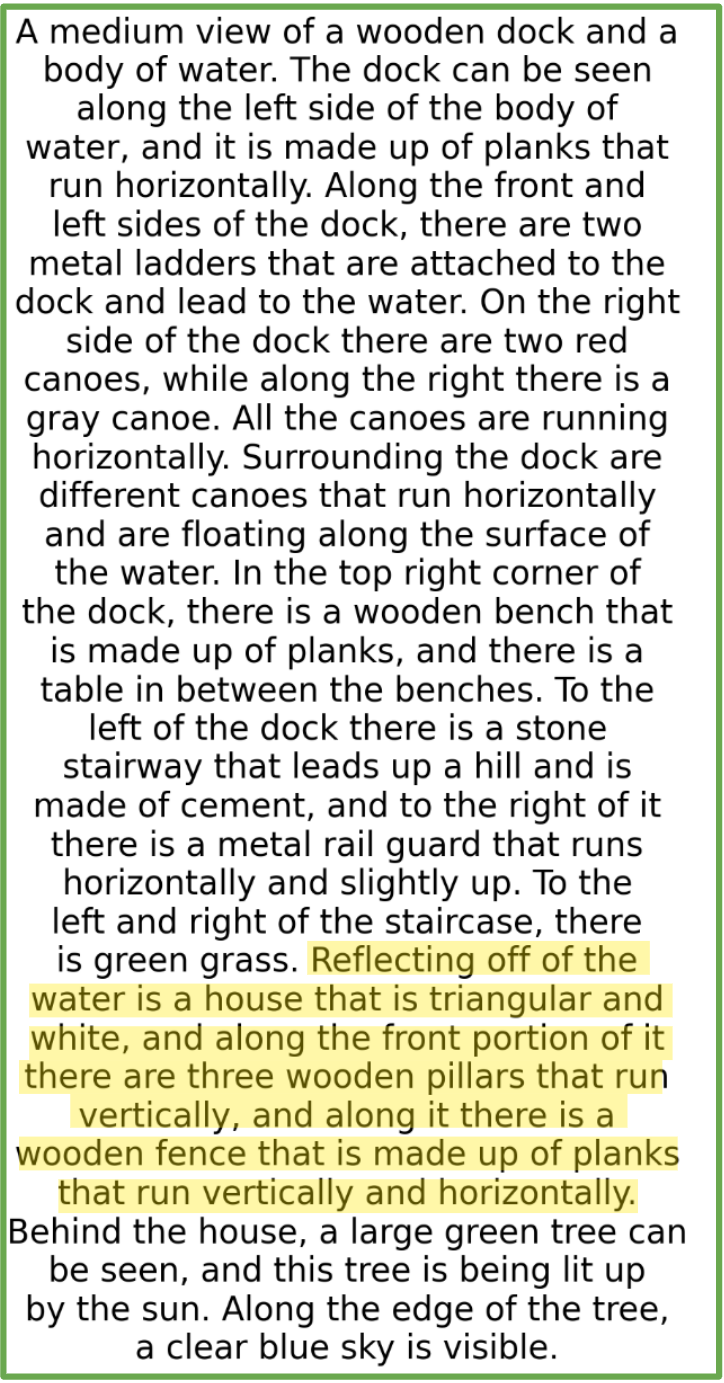 A medium view of a wooden dock and a
body of water. The dock can be seen
along the left side of the body of
water, and it is made up of planks that
run horizontally. Along the front and
left sides of the dock, there are two
metal ladders that are attached to the
dock and lead to the water. On the right
side of the dock there are two red
canoes, while along the right there is a
gray canoe. All the canoes are running
horizontally. Surrounding the dock are
different canoes that run horizontally
and are floating along the surface of
the water. In the top right corner of
the dock, there is a wooden bench that
is made up of planks, and there is a
table in between the benches. To the
left of the dock there is a stone
stairway that leads up a hill and is
made of cement, and to the right of it
there is a metal rail guard that runs
horizontally and slightly up. To the
left and right of the staircase, there
is green grass. Reflecting off of the
water is a house that is triangular and
white, and along the front portion of it
there are three wooden pillars that run
vertically, and along it there is a
wooden fence that is made up of planks
that run vertically and horizontally.
Behind the house, a large green tree can
be seen, and this tree is being lit up
by the sun. Along the edge of the tree,
a clear blue sky is visible.